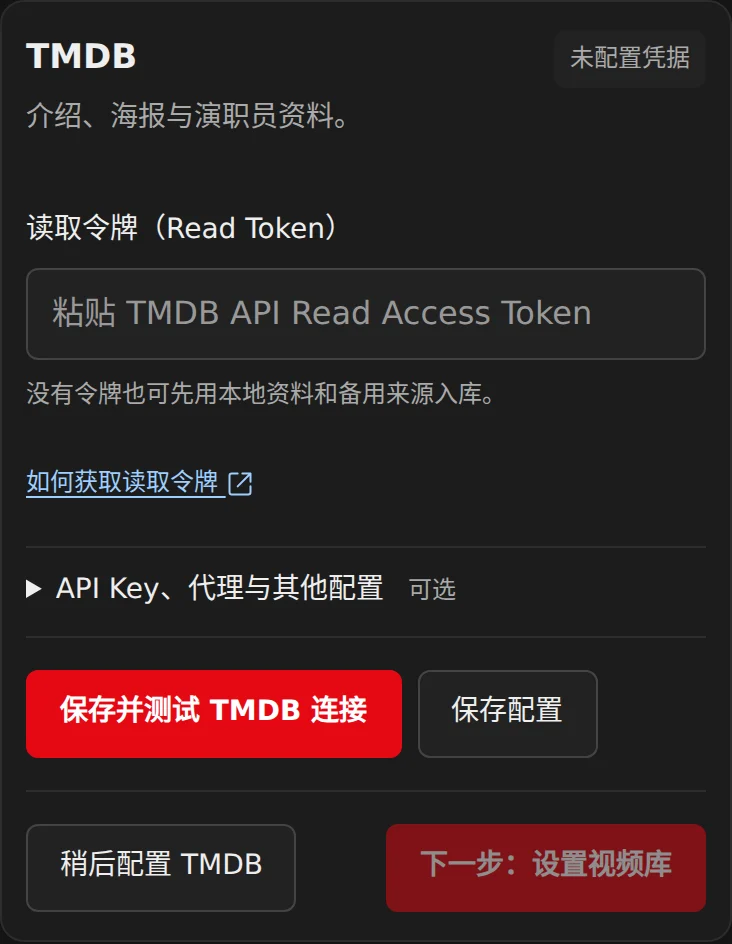 TMDB
未配置凭据
介绍、海报与演职员资料。
读取令牌（Read Token）
粘贴 TMDB API Read Access Token
没有令牌也可先用本地资料和备用来源入库。
如何获取读取令牌
API Key、代理与其他配置 可选
保存并测试 TMDB 连接
保存配置
稍后配置 TMDB
下一步：设置视频库